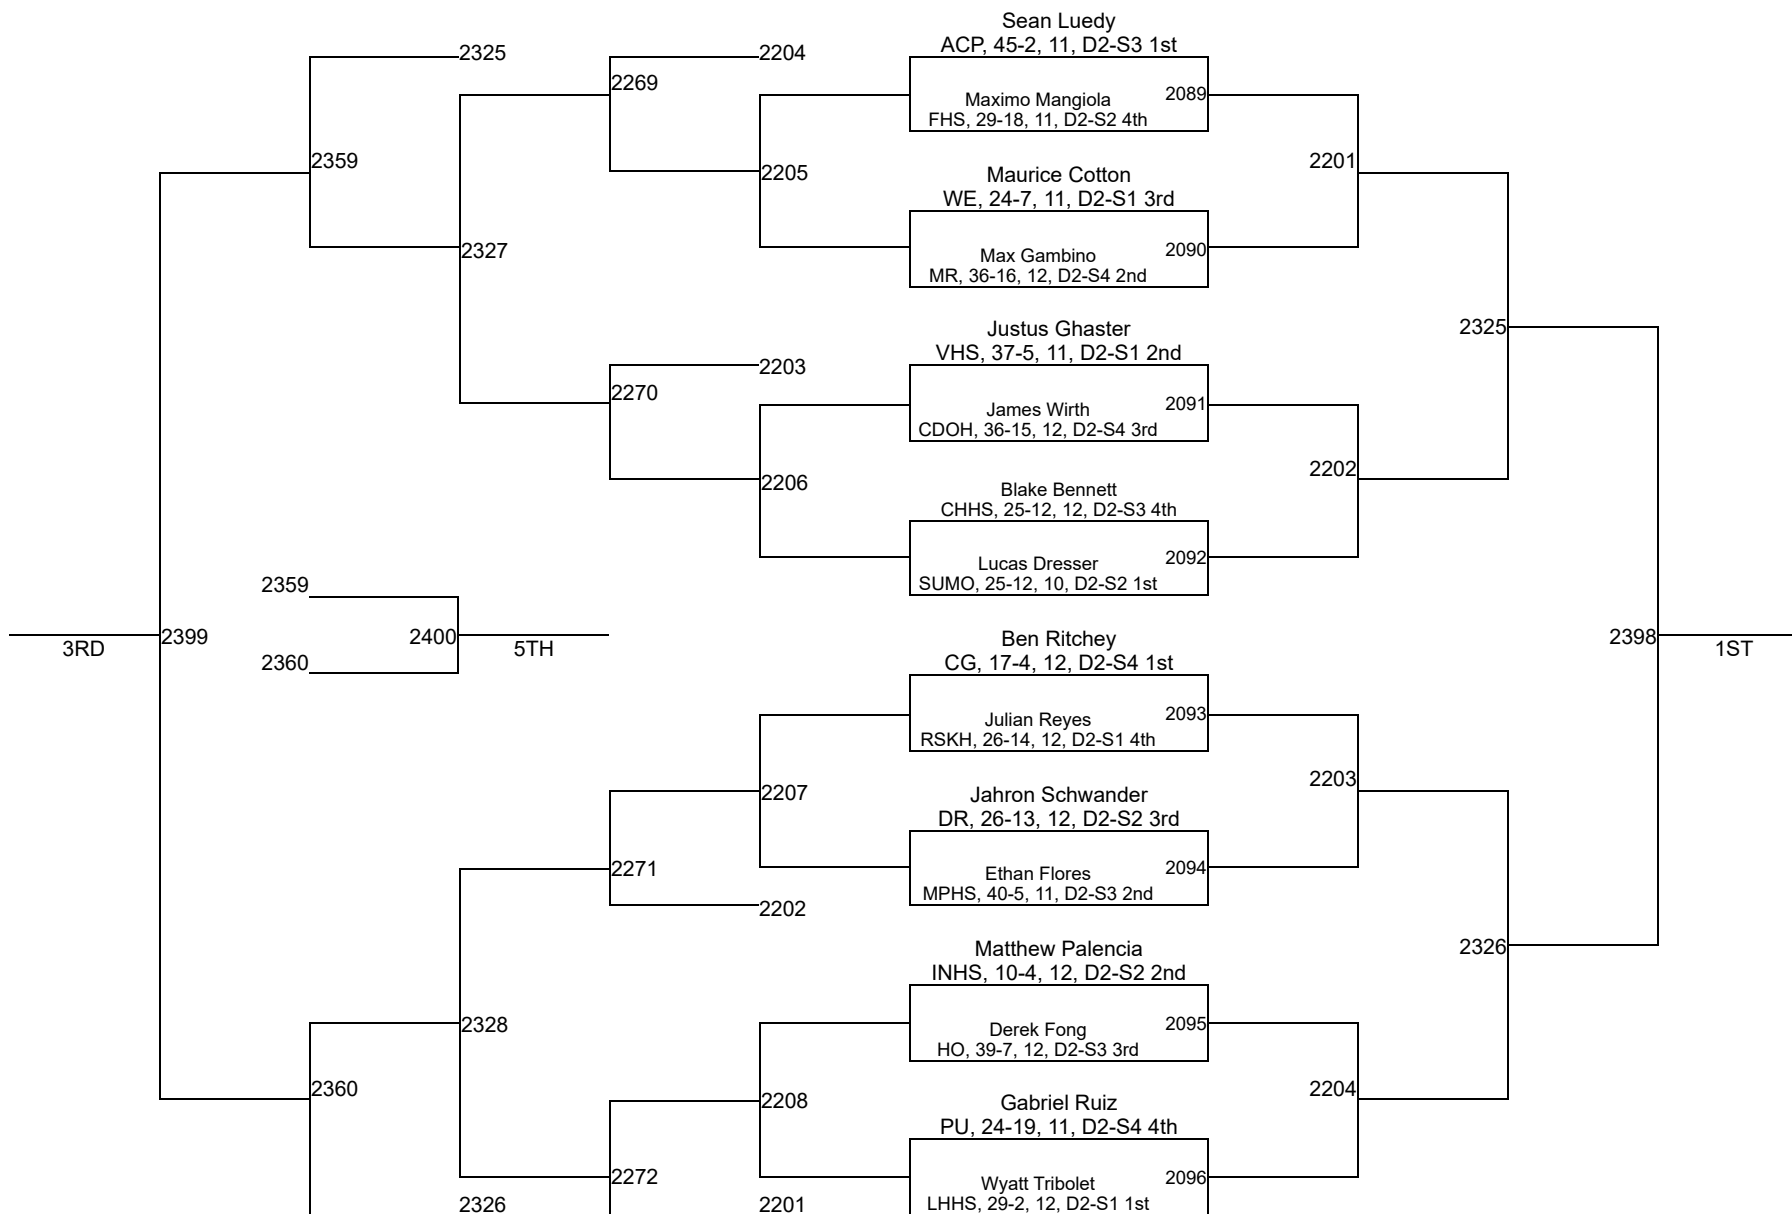 Sean Luedy
ACP, 45-2, 11, D2-S3 1st
2325
2204
2269
Maximo Mangiola
2089
FHS, 29-18, 11, D2-S2 4th
2359
2205
2201
Maurice Cotton
WE, 24-7, 11, D2-S1 3rd
2327
Max Gambino
2090
MR, 36-16, 12, D2-S4 2nd
2325
Justus Ghaster
VHS, 37-5, 11, D2-S1 2nd
2203
2270
James Wirth
2091
CDOH, 36-15, 12, D2-S4 3rd
2206
2202
Blake Bennett
CHHS, 25-12, 12, D2-S3 4th
Lucas Dresser
2092
SUMO, 25-12, 10, D2-S2 1st
2359
3RD
2399
2400
5TH
2360
2398
1ST
Ben Ritchey
CG, 17-4, 12, D2-S4 1st
Julian Reyes
2093
RSKH, 26-14, 12, D2-S1 4th
2207
2203
Jahron Schwander
DR, 26-13, 12, D2-S2 3rd
2271
Ethan Flores
2094
MPHS, 40-5, 11, D2-S3 2nd
2202
2326
Matthew Palencia
INHS, 10-4, 12, D2-S2 2nd
2328
Derek Fong
2095
HO, 39-7, 12, D2-S3 3rd
2360
2208
2204
Gabriel Ruiz
PU, 24-19, 11, D2-S4 4th
2272
Wyatt Tribolet
2096
LHHS, 29-2, 12, D2-S1 1st
2326
2201